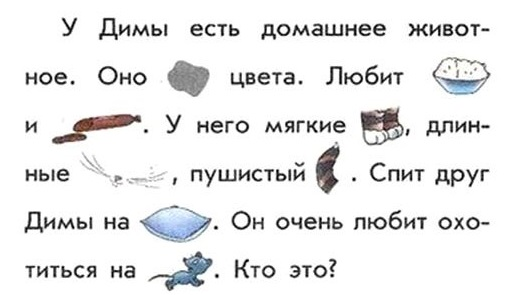 У Димы есть домашнее живот-
ное. Оно цвета. Любит
и . У него мягкие , длин-
ные , пушистый . Спит друг
Димы на . Он очень любит охо-
титься на . Кто это?